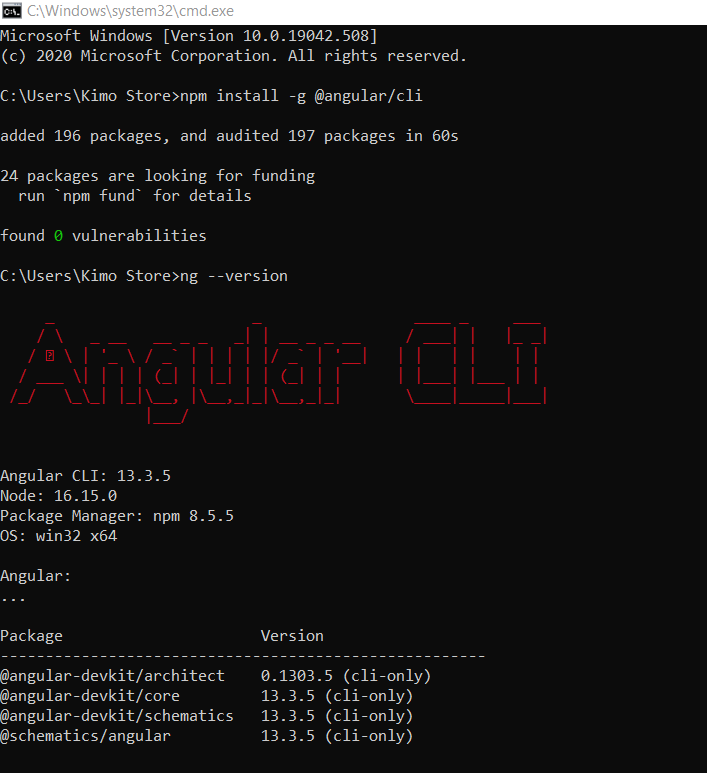 C:\Windows\system32\cmd.exe
Microsoft Windows [Version 10.0.19042.508]
(c) 2020 Microsoft Corporation. All rights reserved.
C:\Users\Kimo Store>npm install -g @angular/cli
added 196 packages, and audited 197 packages in 60s
24 packages are looking for funding
  run `npm fund` for details
found 0 vulnerabilities
C:\Users\Kimo Store>ng --version
Angular CLI
Angular CLI: 13.3.5
Node: 16.15.0
Package Manager: npm 8.5.5
OS: win32 x64
Angular:
...
Package                      Version
------------------------------------------------------
@angular-devkit/architect    0.1303.5 (cli-only)
@angular-devkit/core         13.3.5 (cli-only)
@angular-devkit/schematics   13.3.5 (cli-only)
@schematics/angular          13.3.5 (cli-only)